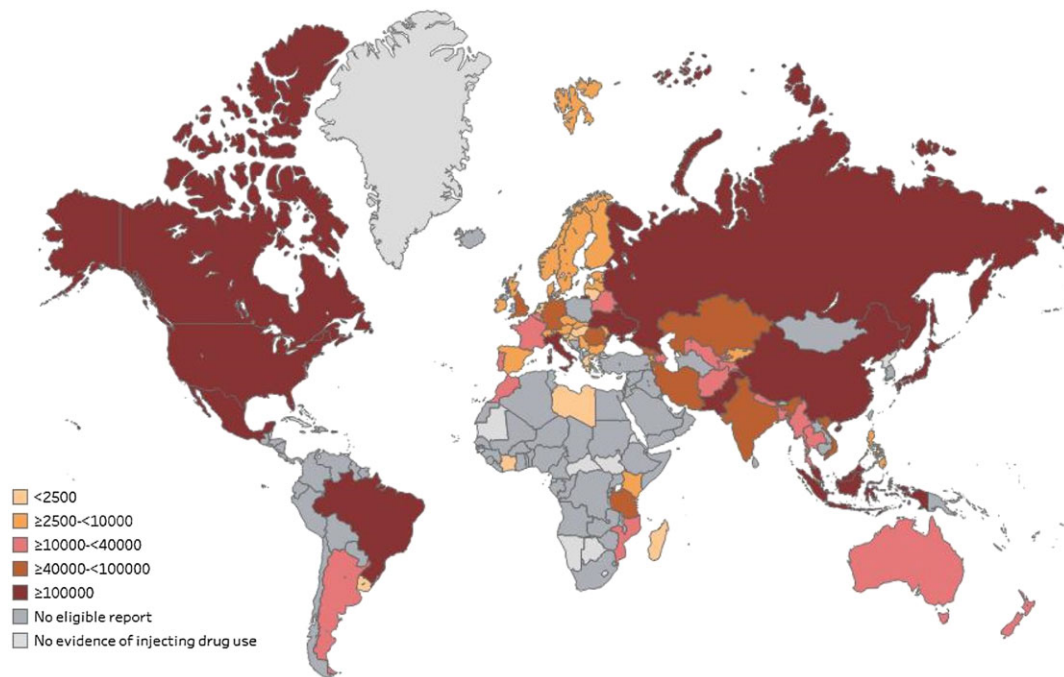 <2500
≥2500-<10000
≥10000-<40000
≥40000-<100000
≥100000
No eligible report
No evidence of injecting drug use